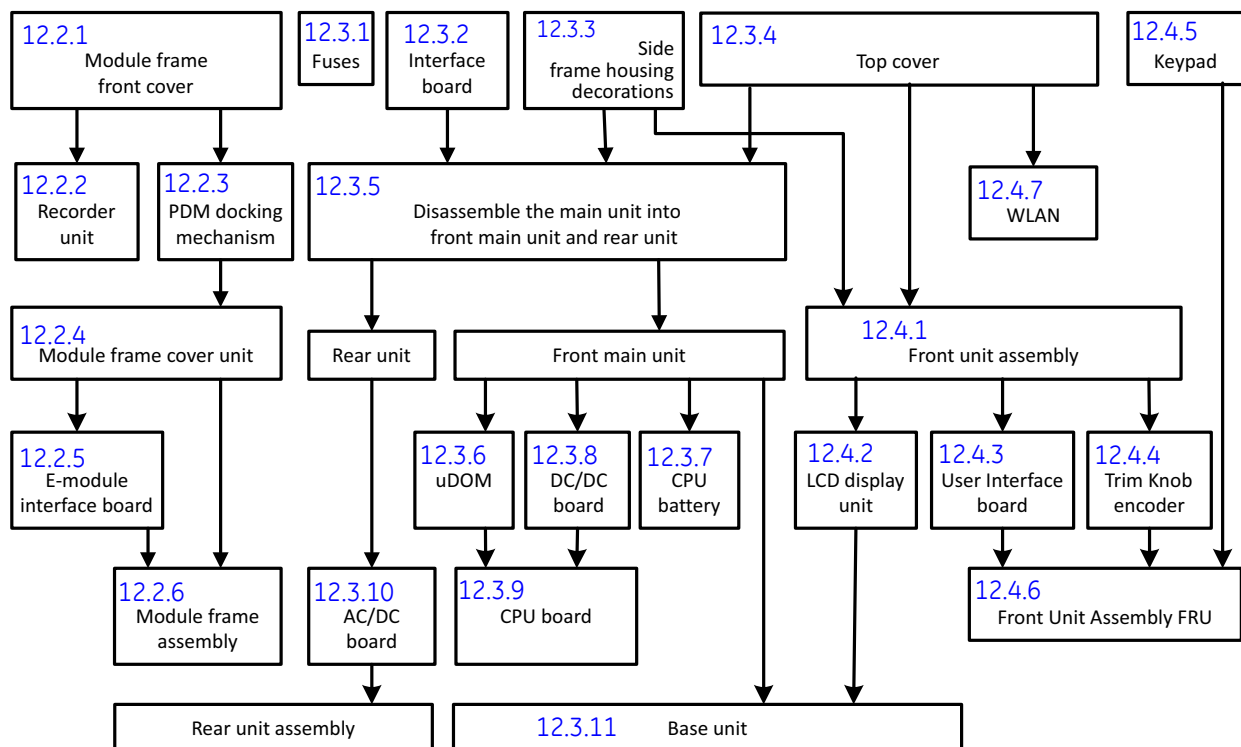 12.2.1
Module frame
front cover
12.3.1
Fuses
12.3.2
Interface
board
12.3.3
Side
frame housing
decorations
12.3.4
Top cover
12.4.5
Keypad
12.2.2
Recorder
unit
12.2.3
PDM docking
mechanism
12.3.5
Disassemble the main unit into
front main unit and rear unit
12.4.7
WLAN
12.2.4
Module frame cover unit
Rear unit
Front main unit
12.4.1
Front unit assembly
12.2.5
E-module
interface board
12.3.6
uDOM
12.3.8
DC/DC
board
12.3.7
CPU
battery
12.4.2
LCD display
unit
12.4.3
User Interface
board
12.4.4
Trim Knob
encoder
12.2.6
Module frame
assembly
12.3.10
AC/DC
board
12.3.9
CPU board
12.4.6
Front Unit Assembly FRU
Rear unit assembly
12.3.11 Base unit